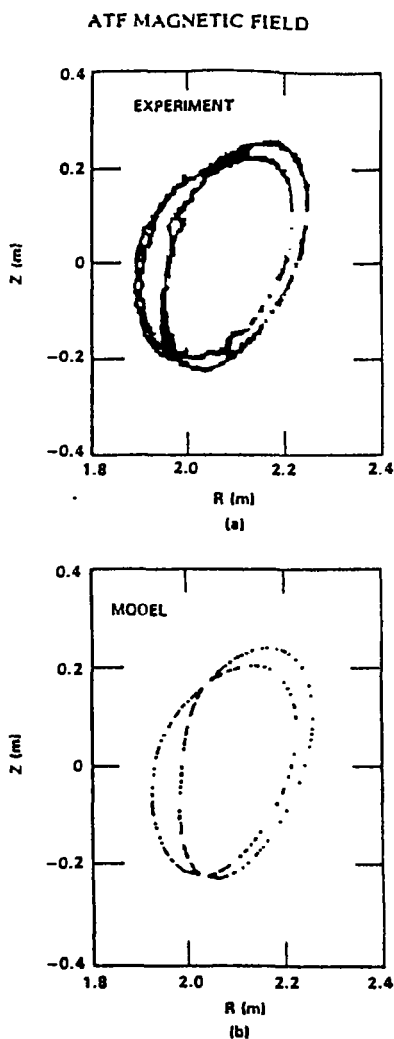 ATF MAGNETIC FIELD
0.4
EXPERIMENT
0.2
Z (m)
0
−0.2
−0.4
1.8 2.0 2.2 2.4
R (m)
(a)
0.4
MODEL
0.2
Z (m)
0
−0.2
−0.4
1.8 2.0 2.2 2.4
R (m)
(b)